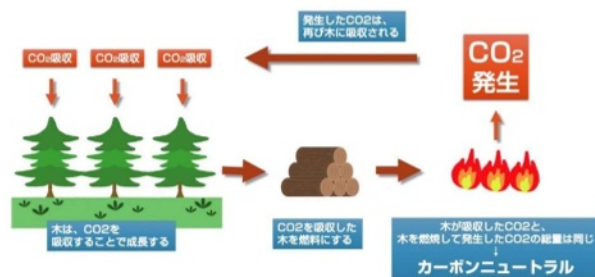 発生したCO2は、
再び木に吸収される
CO₂吸収
CO₂吸収
CO₂吸収
CO₂
発生
木は、CO2を
吸収することで成長する
CO2を吸収した
木を燃料にする
木が吸収したCO2と、
木を燃焼して発生したCO2の総量は同じ
↓
カーボンニュートラル